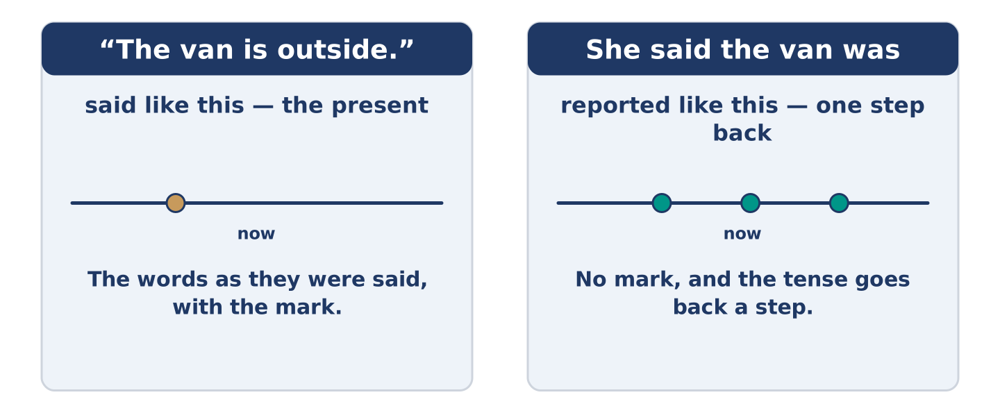 “The van is outside.”
said like this — the present
now
The words as they were said,
with the mark.
She said the van was
reported like this — one step
back
now
No mark, and the tense goes
back a step.